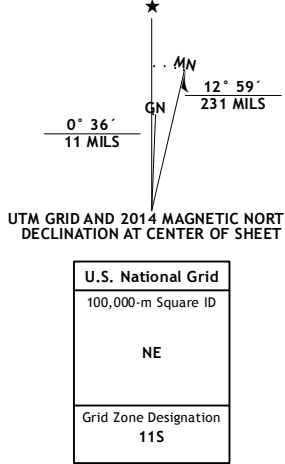 ★
MN
12° 59´
231 MILS
GN
0° 36´
11 MILS
UTM GRID AND 2014 MAGNETIC NORT
DECLINATION AT CENTER OF SHEET
U.S. National Grid
100,000-m Square ID
NE
Grid Zone Designation
11S